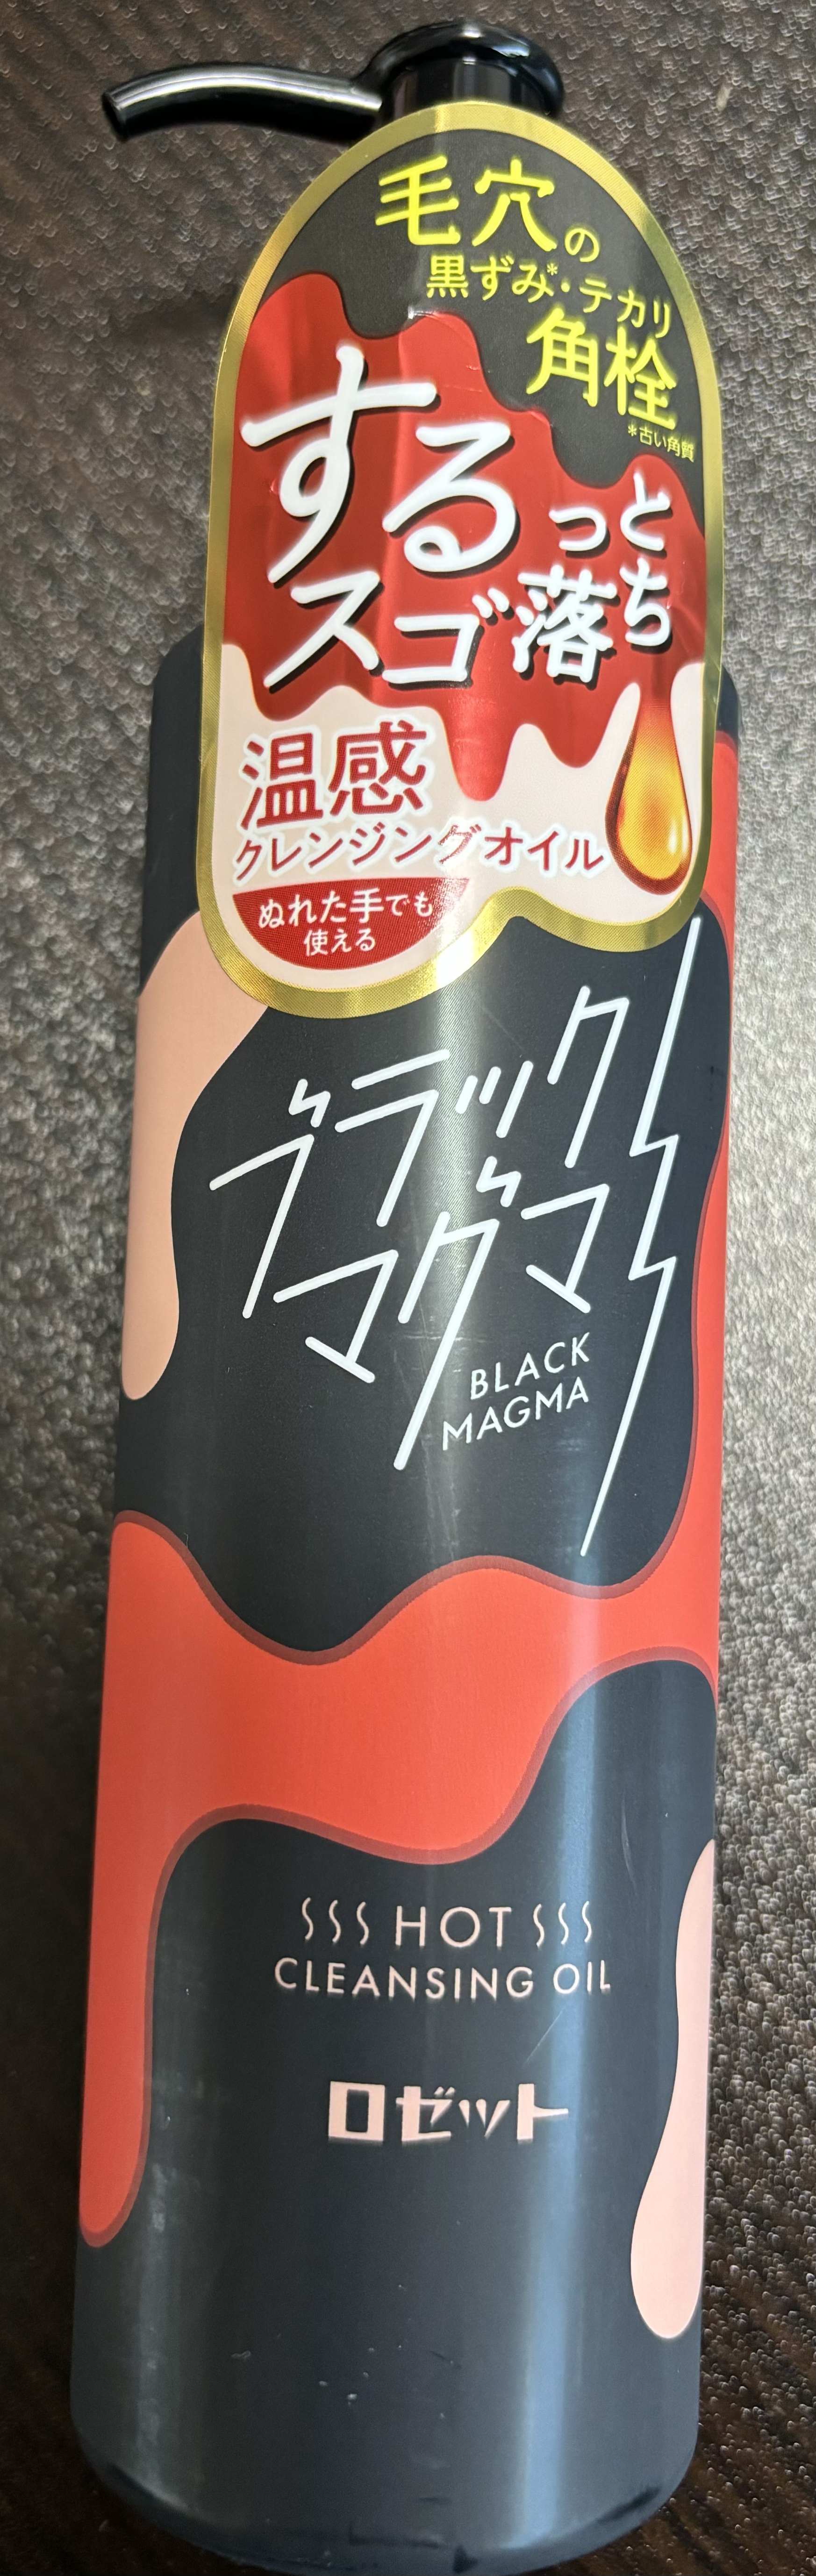 毛穴の
黒ずみ*・テカリ
角栓
*古い角質
するっと
スゴ落ち
温感
クレンジングオイル
ぬれた手でも
使える
ブラック
マグマ
BLACK
MAGMA
HOT
CLEANSING OIL
ロゼット